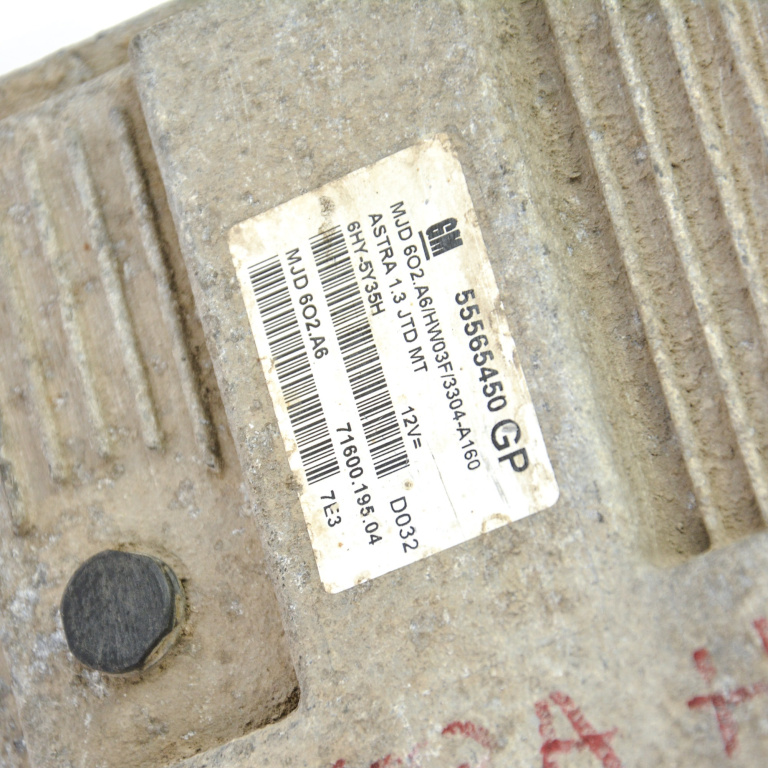 GM
55565450 GP
MJD 6O2.A6/HW03F/3304-A160
ASTRA 1.3 JTD MT 12V= D032
6HY-5Y35H
71600.195.04
MJD 6O2.A6 7E3